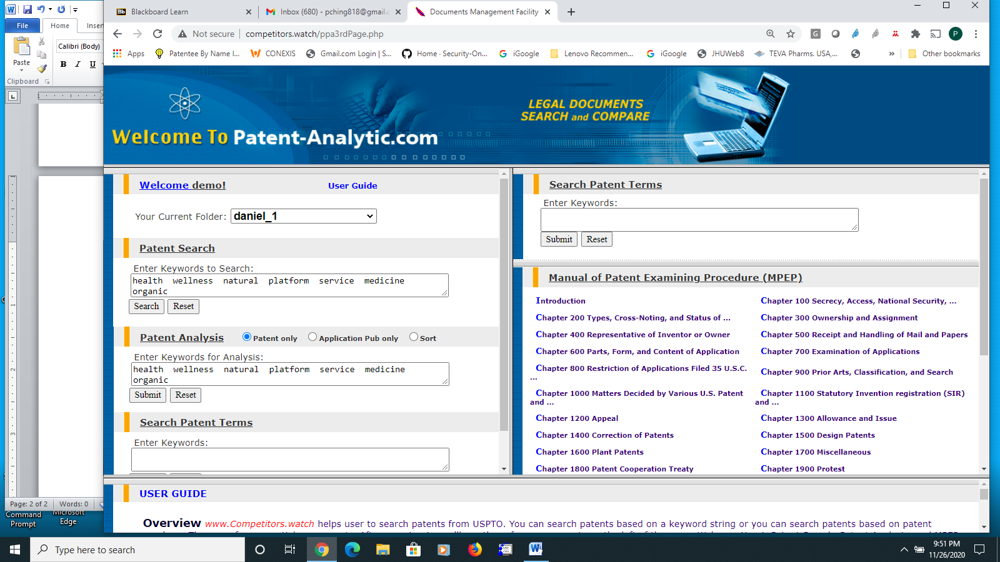 Blackboard Learn
Inbox (680) - pching818@gmail.c
Documents Management Facility
File
Home
Inser
Calibri (Body)
Paste
B I U
Clipboard
Not secure
competitors.watch/ppa3rdPage.php
P
Apps
Patentee By Name I...
CONEXIS
Gmail.com Login | S...
Home · Security-On...
iGoogle
Lenovo Recommen...
iGoogle
JHUWeb8
TEVA Pharms. USA,...
»
Other bookmarks
LEGAL DOCUMENTS
SEARCH and COMPARE
Welcome To Patent-Analytic.com
Welcome demo!
User Guide
Your Current Folder: daniel_1
Patent Search
Enter Keywords to Search:
health wellness natural platform service medicine
organic
Search Reset
Patent Analysis
Patent only
Application Pub only
Sort
Enter Keywords for Analysis:
health wellness natural platform service medicine
organic
Submit Reset
Search Patent Terms
Enter Keywords:
Search Patent Terms
Enter Keywords:
Submit Reset
Manual of Patent Examining Procedure (MPEP)
Introduction
Chapter 100 Secrecy, Access, National Security, ...
Chapter 200 Types, Cross-Noting, and Status of ...
Chapter 300 Ownership and Assignment
Chapter 400 Representative of Inventor or Owner
Chapter 500 Receipt and Handling of Mail and Papers
Chapter 600 Parts, Form, and Content of Application
Chapter 700 Examination of Applications
Chapter 800 Restriction of Applications Filed 35 U.S.C.
...
Chapter 900 Prior Arts, Classification, and Search
Chapter 1000 Matters Decided by Various U.S. Patent
and ...
Chapter 1100 Statutory Invention registration (SIR)
and ...
Chapter 1200 Appeal
Chapter 1300 Allowance and Issue
Chapter 1400 Correction of Patents
Chapter 1500 Design Patents
Chapter 1600 Plant Patents
Chapter 1700 Miscellaneous
Chapter 1800 Patent Cooperation Treaty
Chapter 1900 Protest
USER GUIDE
Overview www.Competitors.watch helps user to search patents from USPTO. You can search patents based on a keyword string or you can search patents based on patent
Page: 2 of 2
Words: 0
Command
Prompt
Microsoft
Edge
Type here to search
9:51 PM
11/26/2020